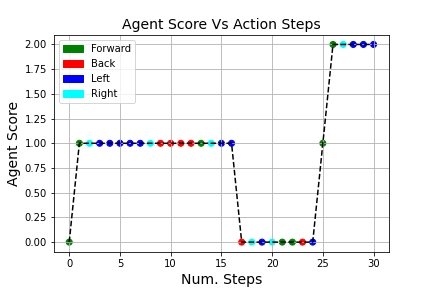 Agent Score Vs Action Steps
Agent Score
2.00
1.75
1.50
1.25
1.00
0.75
0.50
0.25
0.00
Forward
Back
Left
Right
0 5 10 15 20 25 30
Num. Steps